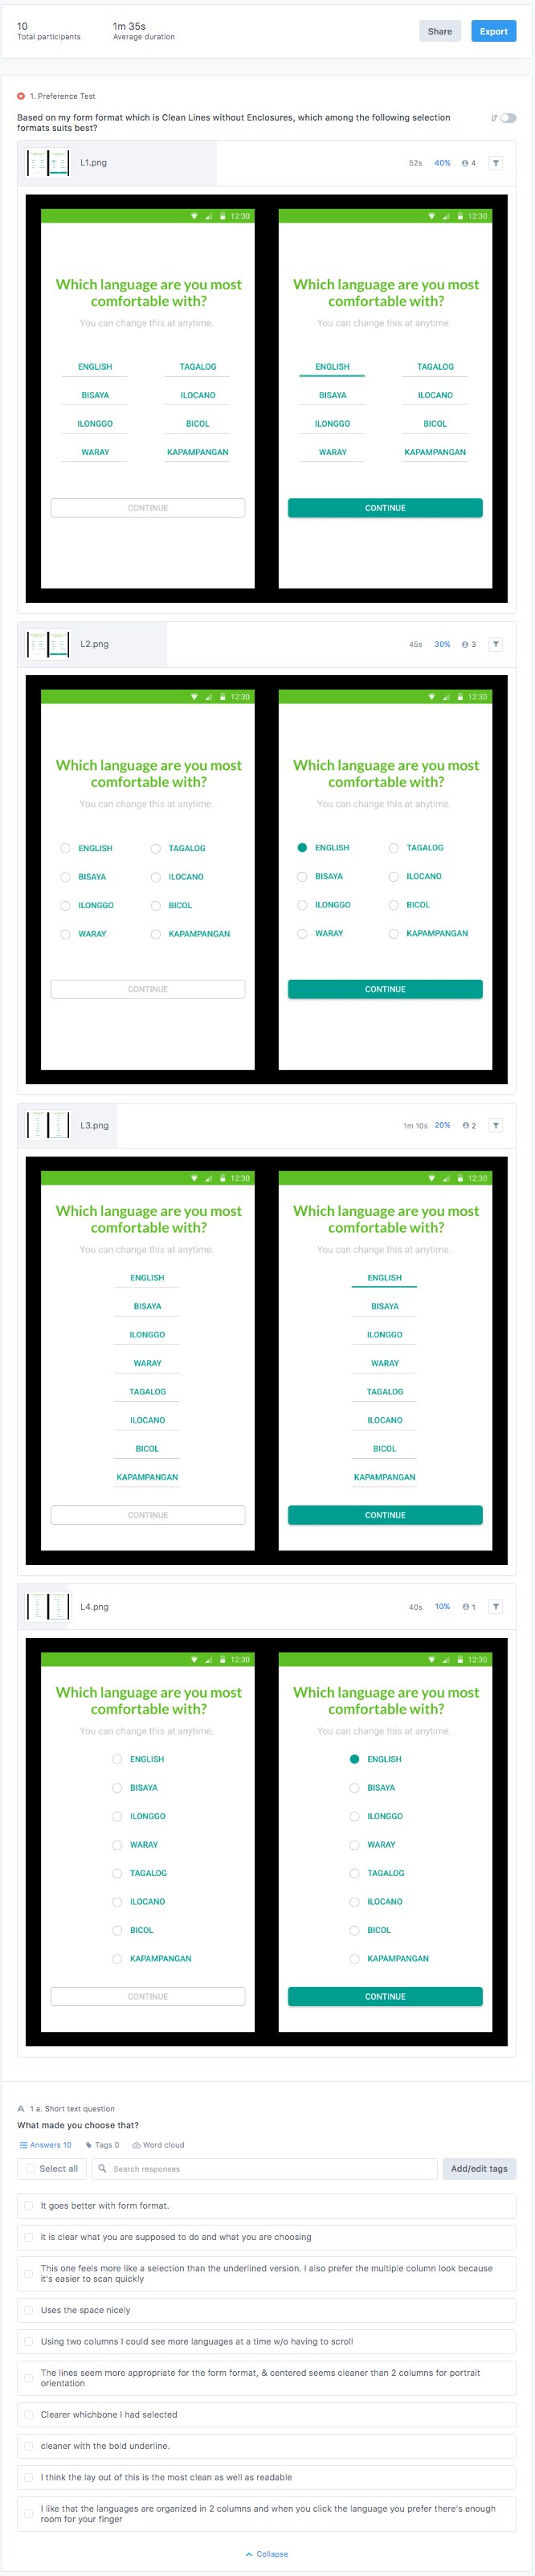 10
Total participants
1m 35s
Average duration
Share
Export
1. Preference Test
Based on my form format which is Clean Lines without Enclosures, which among the following selection
formats suits best?
L1.png
52s 40% 4
12:30
Which language are you most
comfortable with?
You can change this at anytime.
ENGLISH TAGALOG
BISAYA ILOCANO
ILONGGO BICOL
WARAY KAPAMPANGAN
CONTINUE
12:30
Which language are you most
comfortable with?
You can change this at anytime.
ENGLISH TAGALOG
BISAYA ILOCANO
ILONGGO BICOL
WARAY KAPAMPANGAN
CONTINUE
L2.png
45s 30% 3
12:30
Which language are you most
comfortable with?
You can change this at anytime.
ENGLISH TAGALOG
BISAYA ILOCANO
ILONGGO BICOL
WARAY KAPAMPANGAN
CONTINUE
12:30
Which language are you most
comfortable with?
You can change this at anytime.
ENGLISH TAGALOG
BISAYA ILOCANO
ILONGGO BICOL
WARAY KAPAMPANGAN
CONTINUE
L3.png
1m 10s 20% 2
12:30
Which language are you most
comfortable with?
You can change this at anytime.
ENGLISH
BISAYA
ILONGGO
WARAY
TAGALOG
ILOCANO
BICOL
KAPAMPANGAN
CONTINUE
12:30
Which language are you most
comfortable with?
You can change this at anytime.
ENGLISH
BISAYA
ILONGGO
WARAY
TAGALOG
ILOCANO
BICOL
KAPAMPANGAN
CONTINUE
L4.png
40s 10% 1
12:30
Which language are you most
comfortable with?
You can change this at anytime.
ENGLISH
BISAYA
ILONGGO
WARAY
TAGALOG
ILOCANO
BICOL
KAPAMPANGAN
CONTINUE
12:30
Which language are you most
comfortable with?
You can change this at anytime.
ENGLISH
BISAYA
ILONGGO
WARAY
TAGALOG
ILOCANO
BICOL
KAPAMPANGAN
CONTINUE
1 a. Short text question
What made you choose that?
Answers 10 Tags 0 Word cloud
Select all
Search responses
Add/edit tags
It goes better with form format.
it is clear what you are supposed to do and what you are choosing
This one feels more like a selection than the underlined version. I also prefer the multiple column look because
it's easier to scan quickly
Uses the space nicely
Using two columns I could see more languages at a time w/o having to scroll
The lines seem more appropriate for the form format, & centered seems cleaner than 2 columns for portrait
orientation
Clearer whichbone I had selected
cleaner with the bold underline.
I think the lay out of this is the most clean as well as readable
I like that the languages are organized in 2 columns and when you click the language you prefer there's enough
room for your finger
Collapse